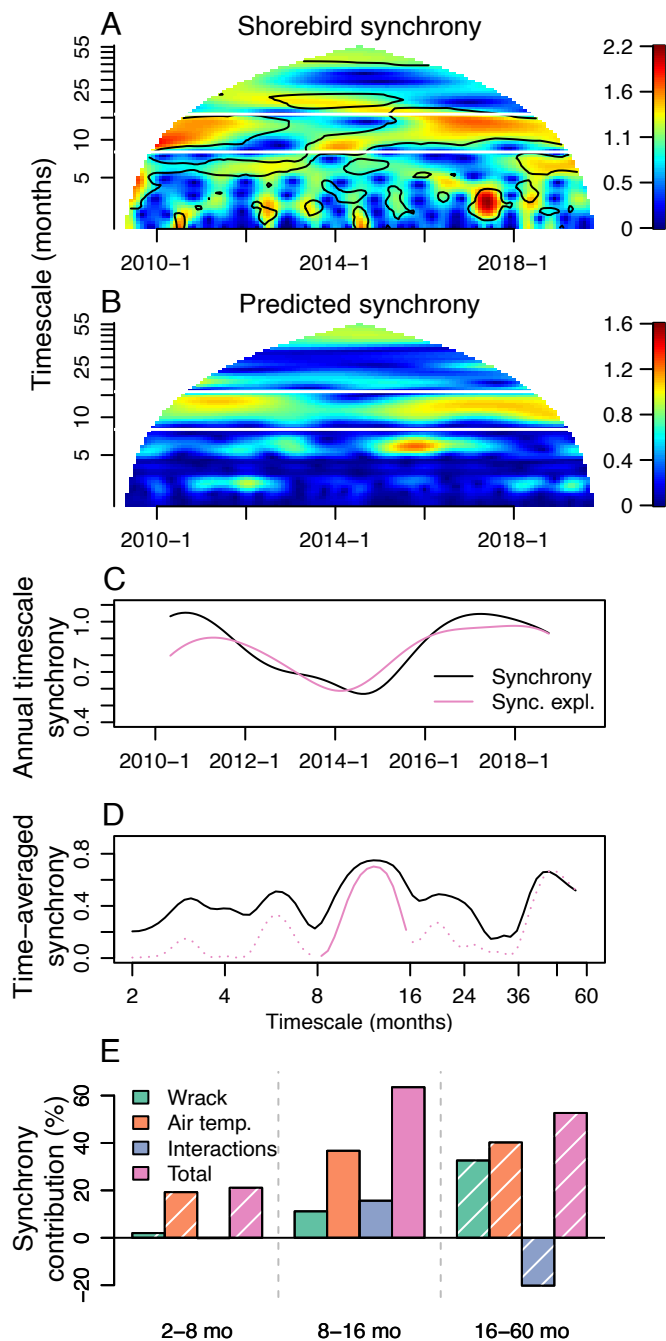 A Shorebird synchrony
55
25
10
5
2010−1 2014−1 2018−1
2.2
1.6
1.1
0.5
0
Timescale (months)
B Predicted synchrony
55
25
10
5
2010−1 2014−1 2018−1
1.6
1.2
0.8
0.4
0
C
Annual timescale
synchrony
1.0
0.7
0.4
Synchrony
Sync. expl.
2010−1 2012−1 2014−1 2016−1 2018−1
D
Time−averaged
synchrony
0.8
0.4
0.0
2 4 8 16 24 36 60
Timescale (months)
E
Synchrony
contribution (%)
60
40
20
0
−20
Wrack
Air temp.
Interactions
Total
2−8 mo 8−16 mo 16−60 mo